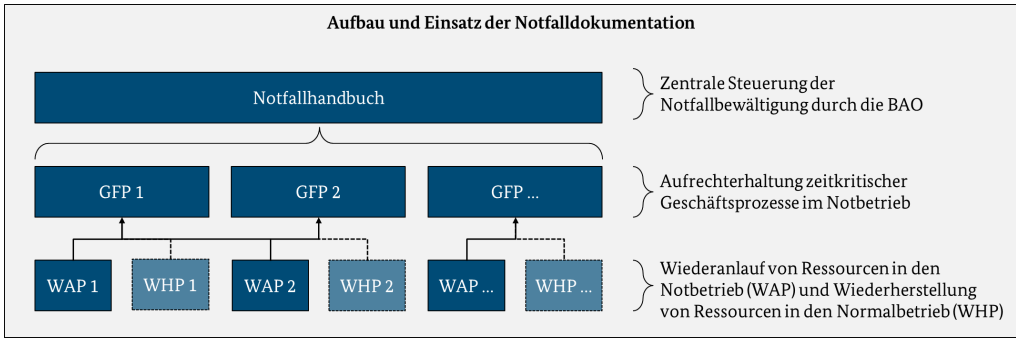 Aufbau und Einsatz der Notfalldokumentation
Notfallhandbuch
Zentrale Steuerung der
Notfallbewältigung durch die BAO
GFP 1
GFP 2
GFP ...
Aufrechterhaltung zeitkritischer
Geschäftsprozesse im Notbetrieb
WAP 1
WHP 1
WAP 2
WHP 2
WAP ...
WHP ...
Wiederanlauf von Ressourcen in den
Notbetrieb (WAP) und Wiederherstellung
von Ressourcen in den Normalbetrieb (WHP)